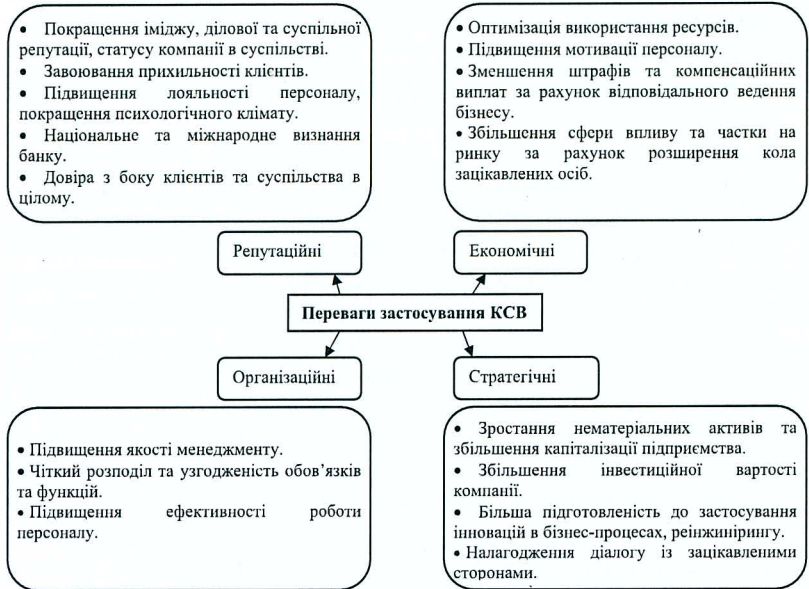 • Покращення іміджу, ділової та суспільної
репутації, статусу компанії в суспільстві.
• Завоювання прихильності клієнтів.
• Підвищення лояльності персоналу,
покращення психологічного клімату.
• Національне та міжнародне визнання
банку.
• Довіра з боку клієнтів та суспільства в
цілому.
• Оптимізація використання ресурсів.
• Підвищення мотивації персоналу.
• Зменшення штрафів та компенсаційних
виплат за рахунок відповідального ведення
бізнесу.
• Збільшення сфери впливу та частки на
ринку за рахунок розширення кола
зацікавлених осіб.
Репутаційні
Економічні
Переваги застосування КСВ
Організаційні
Стратегічні
• Підвищення якості менеджменту.
• Чіткий розподіл та узгодженість обов’язків
та функцій.
• Підвищення ефективності роботи
персоналу.
• Зростання нематеріальних активів та
збільшення капіталізації підприємства.
• Збільшення інвестиційної вартості
компанії.
• Більша підготовленість до застосування
інновацій в бізнес-процесах, реінжинірингу.
• Налагодження діалогу із зацікавленими
сторонами.